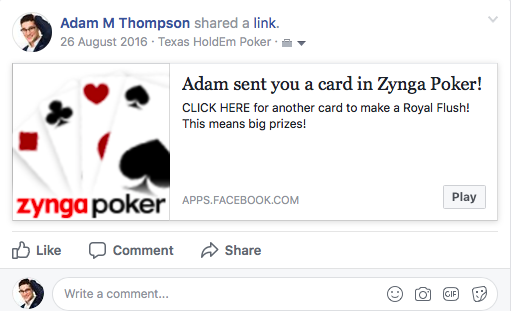 Adam M Thompson shared a link.
26 August 2016 · Texas HoldEm Poker ·
Adam sent you a card in Zynga Poker!
CLICK HERE for another card to make a Royal Flush!
This means big prizes!
zynga poker
APPS.FACEBOOK.COM
Play
Like Comment Share
Write a comment...
GIF